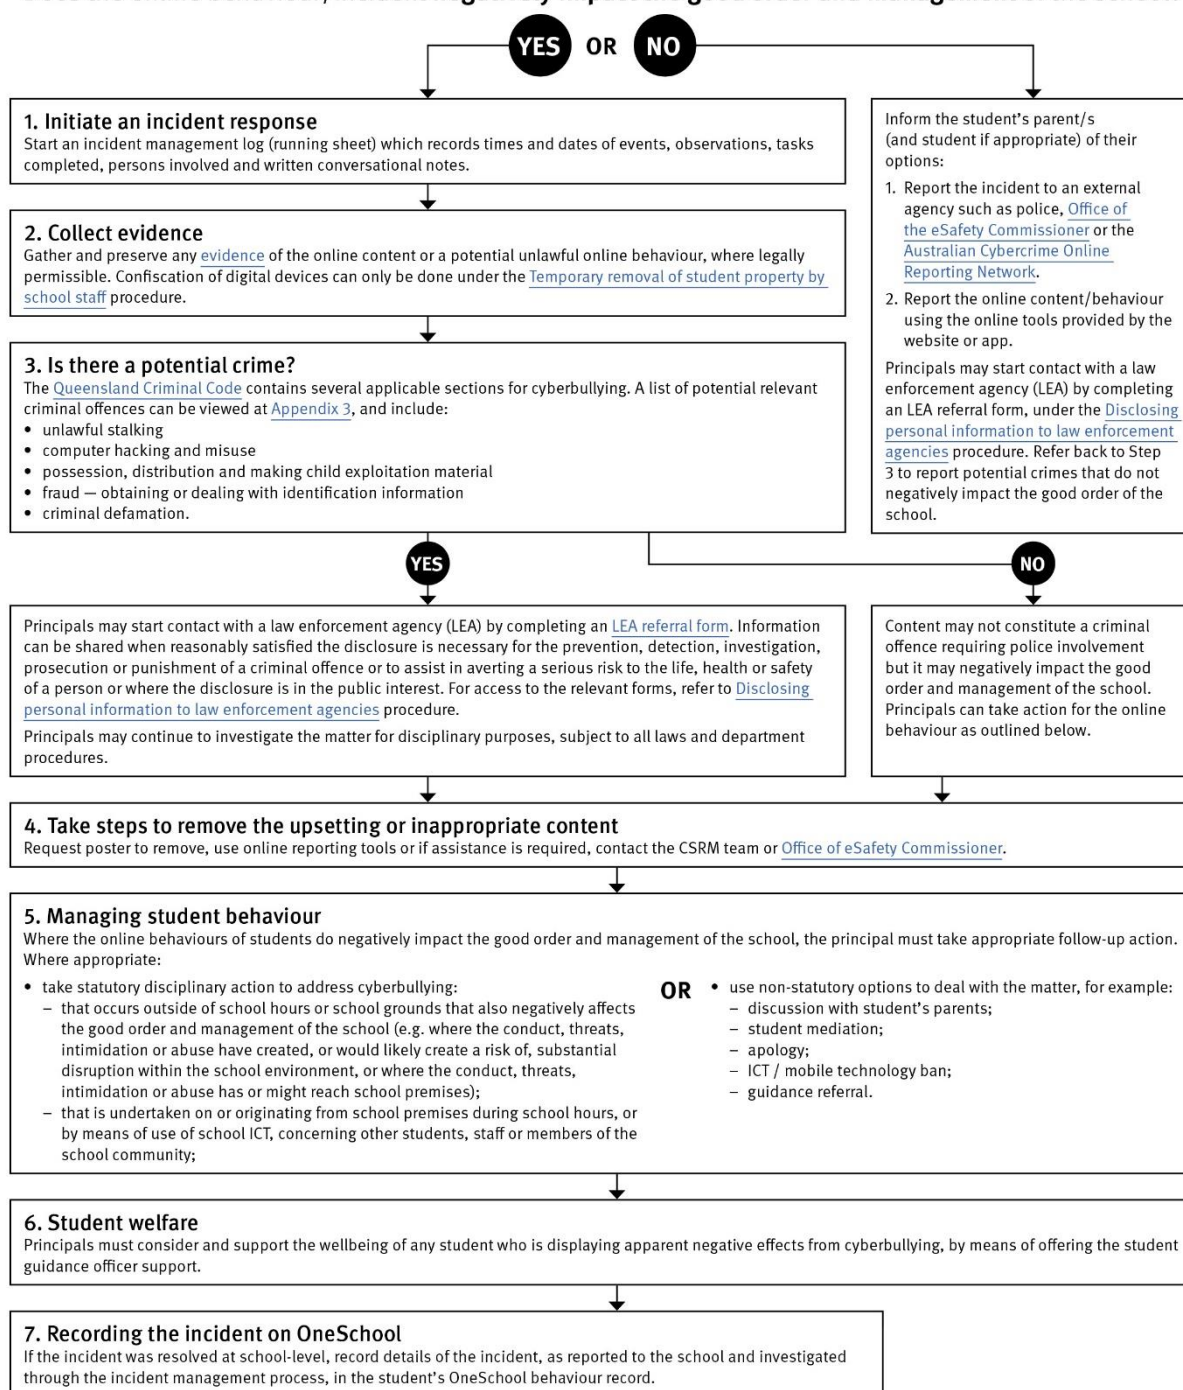 Does the online behaviour/incident negatively impact the good order and management of the school
YES OR NO
1. Initiate an incident response
Start an incident management log (running sheet) which records times and dates of events, observations, tasks
completed, persons involved and written conversational notes.
2. Collect evidence
Gather and preserve any evidence of the online content or a potential unlawful online behaviour, where legally
permissible. Confiscation of digital devices can only be done under the Temporary removal of student property by
school staff procedure.
3. Is there a potential crime?
The Queensland Criminal Code contains several applicable sections for cyberbullying. A list of potential relevant
criminal offences can be viewed at Appendix 3, and include:
• unlawful stalking
• computer hacking and misuse
• possession, distribution and making child exploitation material
• fraud — obtaining or dealing with identification information
• criminal defamation.
Inform the student's parent/s
(and student if appropriate) of their
options:
1. Report the incident to an external
agency such as police, Office of
the eSafety Commissioner or the
Australian Cybercrime Online
Reporting Network.
2. Report the online content/behaviour
using the online tools provided by the
website or app.
Principals may start contact with a law
enforcement agency (LEA) by completing
an LEA referral form, under the Disclosing
personal information to law enforcement
agencies procedure. Refer back to Step
3 to report potential crimes that do not
negatively impact the good order of the
school.
YES
NO
Principals may start contact with a law enforcement agency (LEA) by completing an LEA referral form. Information
can be shared when reasonably satisfied the disclosure is necessary for the prevention, detection, investigation,
prosecution or punishment of a criminal offence or to assist in averting a serious risk to the life, health or safety
of a person or where the disclosure is in the public interest. For access to the relevant forms, refer to Disclosing
personal information to law enforcement agencies procedure.
Principals may continue to investigate the matter for disciplinary purposes, subject to all laws and department
procedures.
Content may not constitute a criminal
offence requiring police involvement
but it may negatively impact the good
order and management of the school.
Principals can take action for the online
behaviour as outlined below.
4. Take steps to remove the upsetting or inappropriate content
Request poster to remove, use online reporting tools or if assistance is required, contact the CSRM team or Office of eSafety Commissioner.
5. Managing student behaviour
Where the online behaviours of students do negatively impact the good order and management of the school, the principal must take appropriate follow-up action.
Where appropriate:
• take statutory disciplinary action to address cyberbullying:
– that occurs outside of school hours or school grounds that also negatively affects
the good order and management of the school (e.g. where the conduct, threats,
intimidation or abuse have created, or would likely create a risk of, substantial
disruption within the school environment, or where the conduct, threats,
intimidation or abuse has or might reach school premises);
– that is undertaken on or originating from school premises during school hours, or
by means of use of school ICT, concerning other students, staff or members of the
school community;
OR
• use non-statutory options to deal with the matter, for example:
– discussion with student's parents;
– student mediation;
– apology;
– ICT / mobile technology ban;
– guidance referral.
6. Student welfare
Principals must consider and support the wellbeing of any student who is displaying apparent negative effects from cyberbullying, by means of offering the student
guidance officer support.
7. Recording the incident on OneSchool
If the incident was resolved at school-level, record details of the incident, as reported to the school and investigated
through the incident management process, in the student's OneSchool behaviour record.